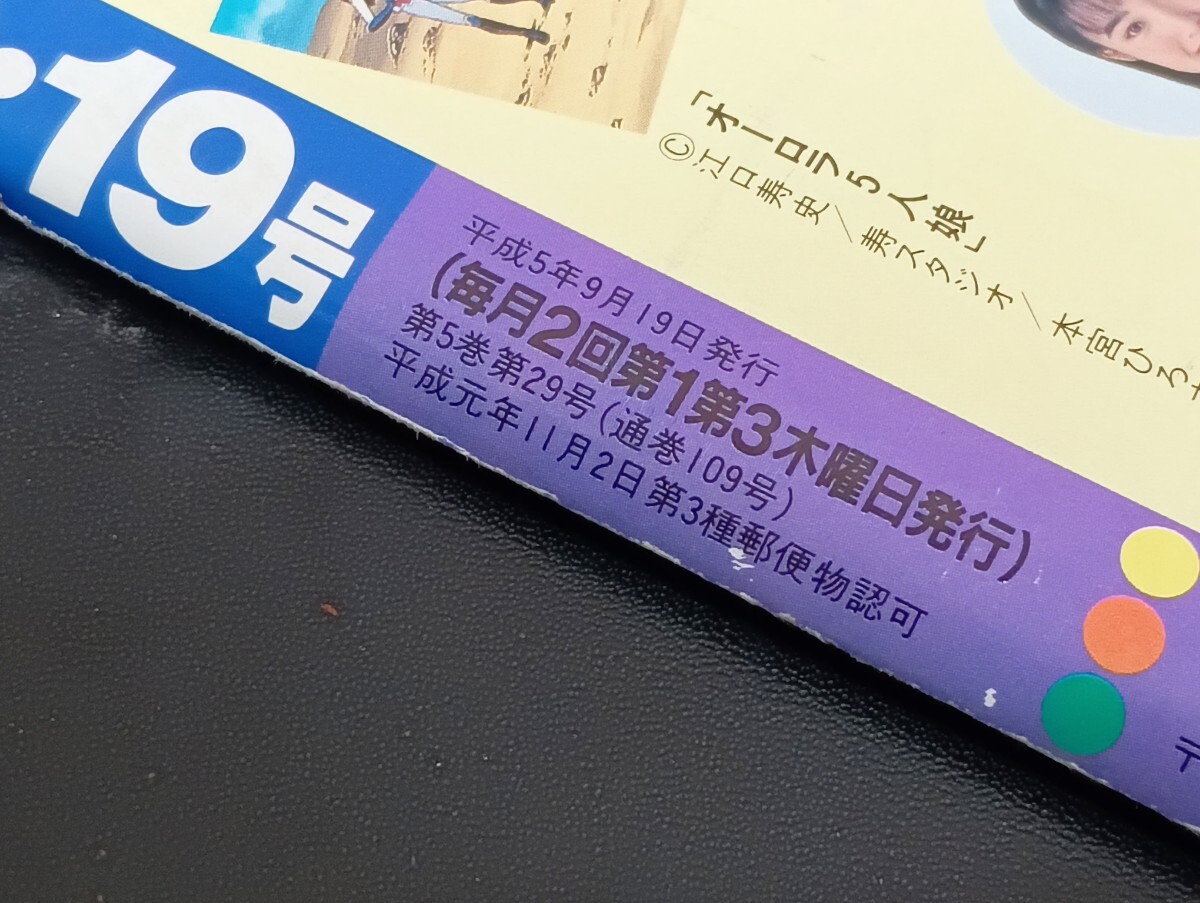 「オーロラ5人娘」
©江口寿史／寿スタジオ／本宮ひろ
・19号
平成5年9月19日発行
(毎月2回第1第3木曜日発行)
第5巻第29号(通巻109号)
平成元年11月2日第3種郵便物認可
〒